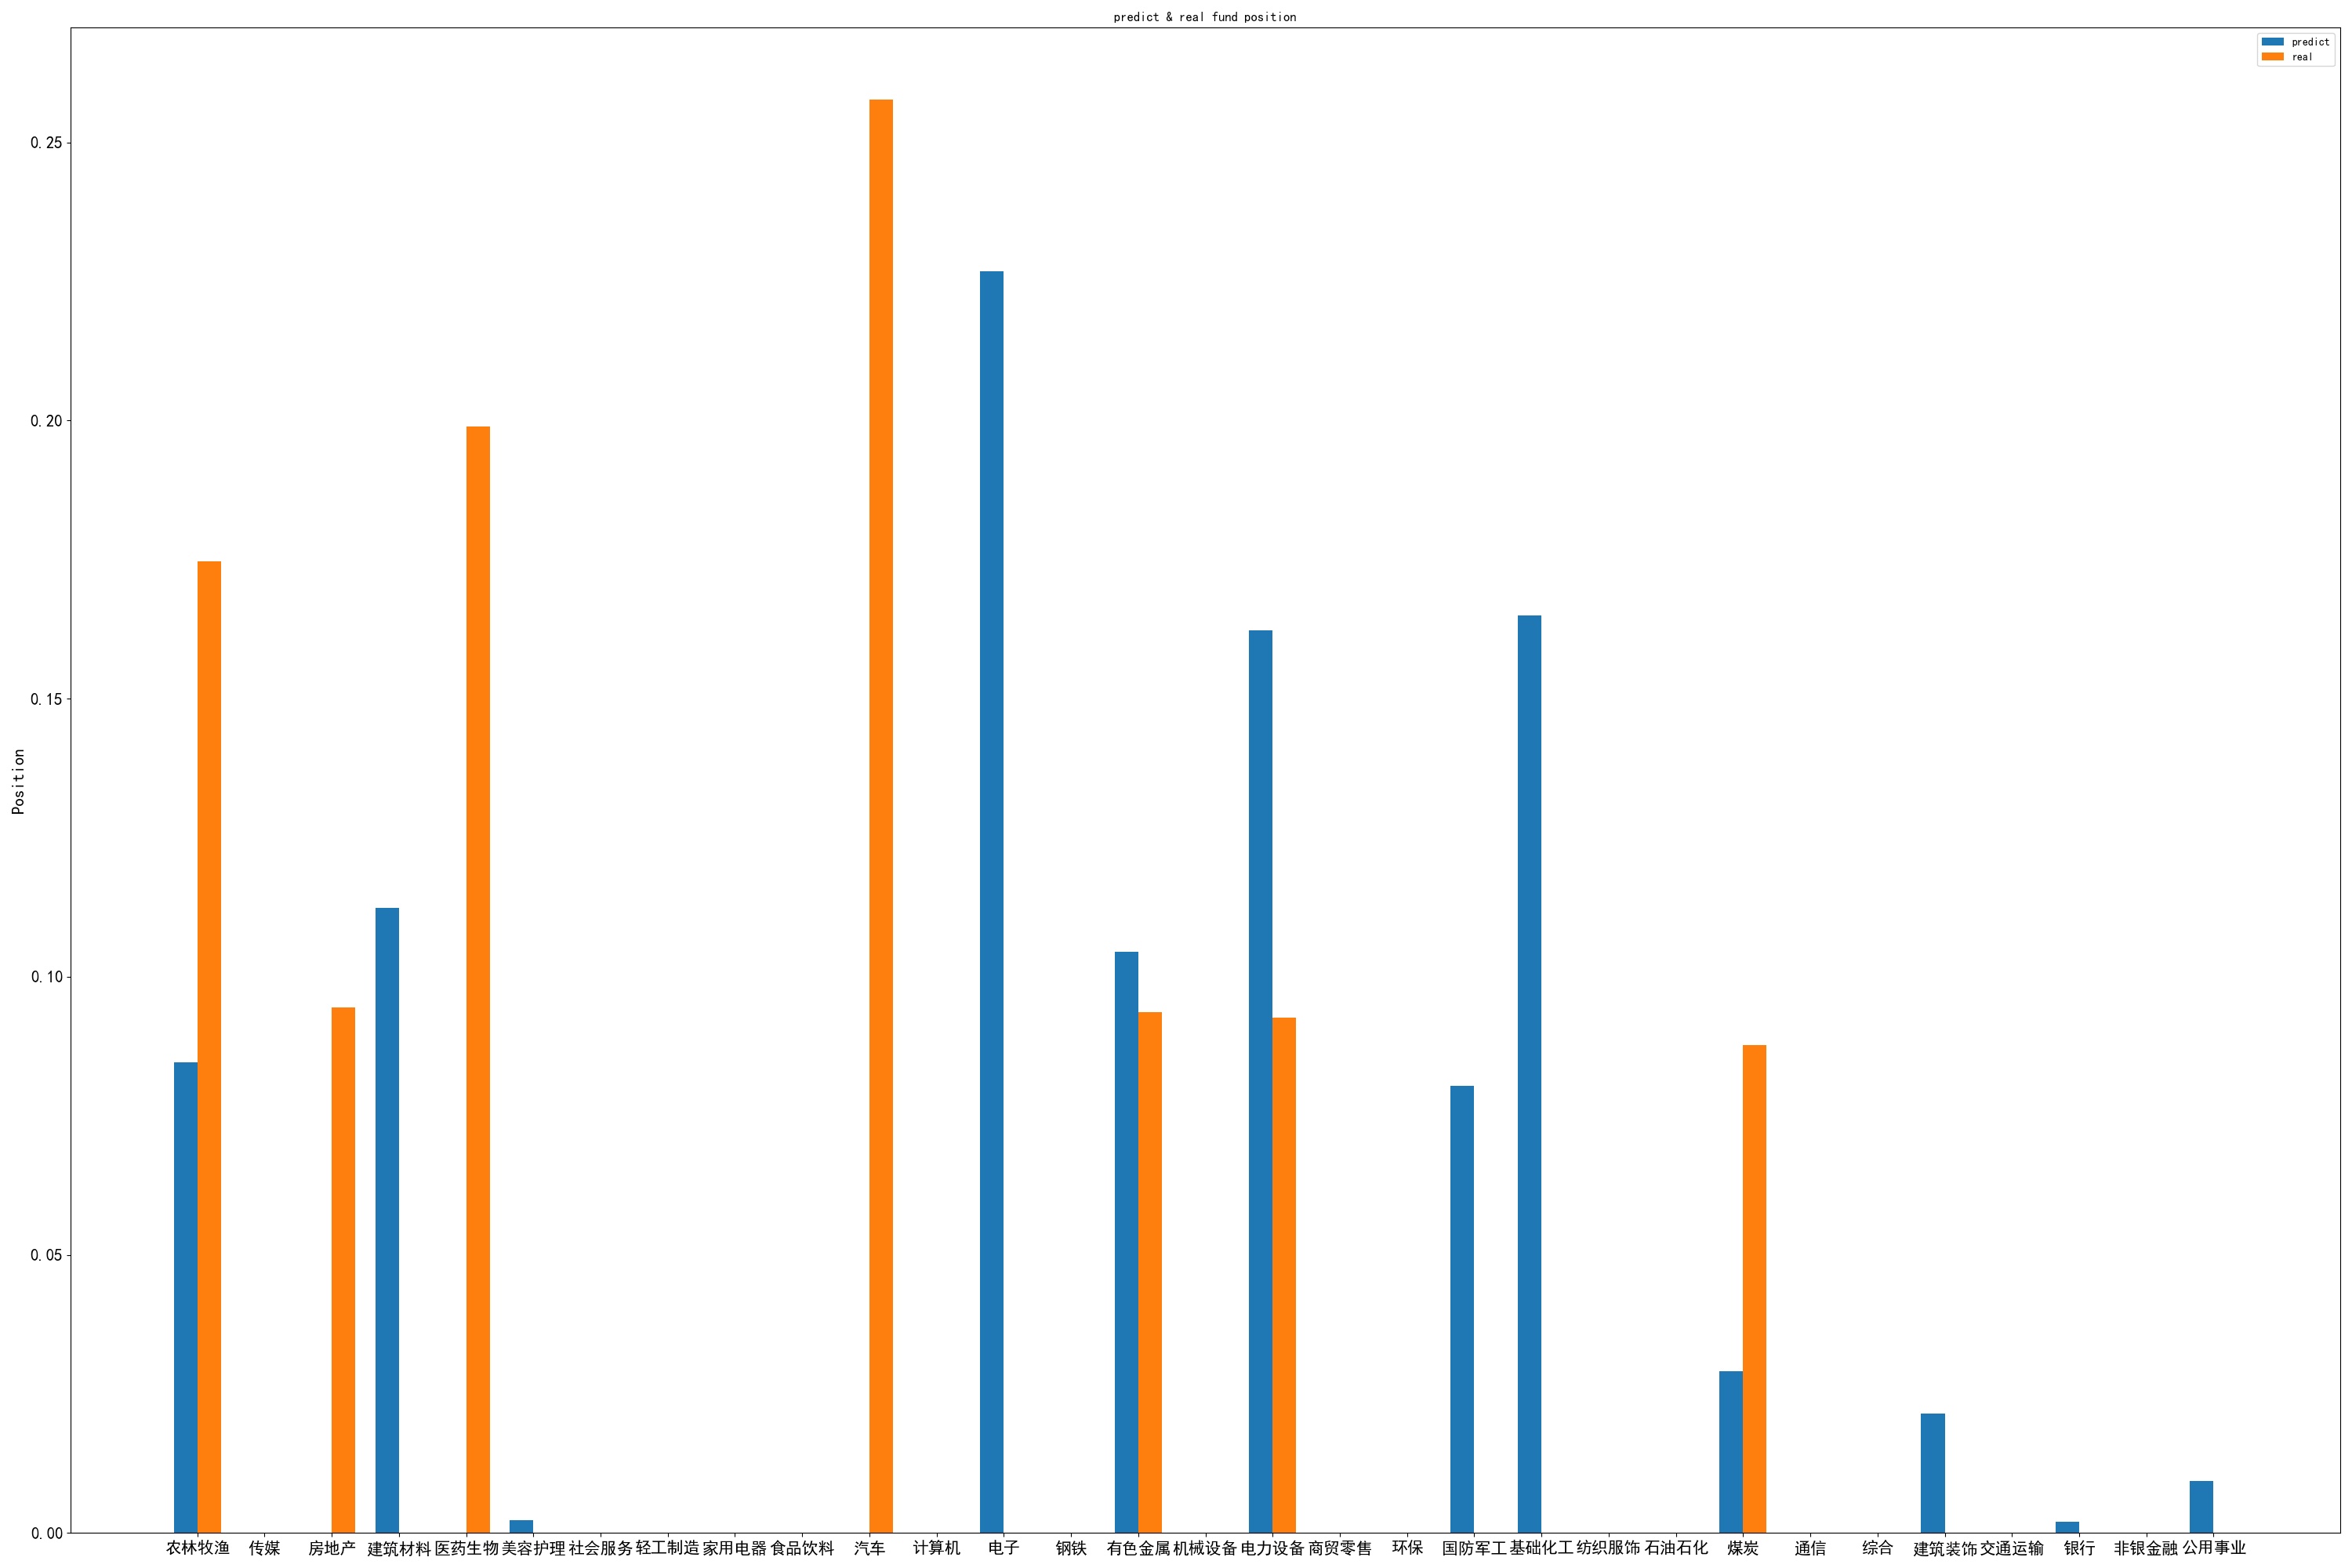 predict & real fund position
predict
real
0.25
0.20
0.15
0.10
0.05
0.00
Position
农林牧渔 传媒 房地产 建筑材料 医药生物 美容护理 社会服务 轻工制造 家用电器 食品饮料 汽车 计算机 电子 钢铁 有色金属 机械设备 电力设备 商贸零售 环保 国防军工 基础化工 纺织服饰 石油石化 煤炭 通信 综合 建筑装饰 交通运输 银行 非银金融 公用事业